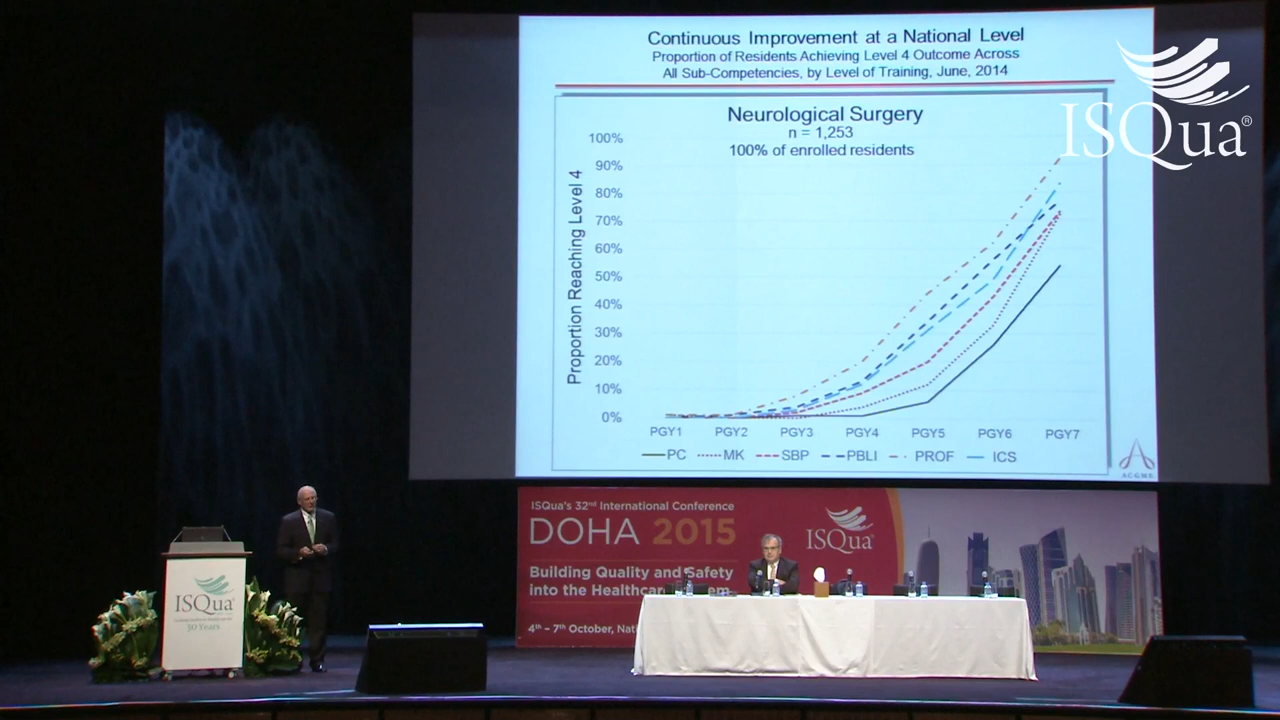 Continuous Improvement at a National Level
Proportion of Residents Achieving Level 4 Outcome Across
All Sub-Competencies, by Level of Training, June, 2014
ISQua®
Neurological Surgery
n = 1,253
100% of enrolled residents
Proportion Reaching Level 4
100%
90%
80%
70%
60%
50%
40%
30%
20%
10%
0%
PGY1 PGY2 PGY3 PGY4 PGY5 PGY6 PGY7
PC MK SBP PBLI PROF ICS
ACGME
ISQua's 32nd International Conference
DOHA 2015
ISQua
Building Quality and Safety
into the Healthcar em
4th – 7th October, Nati
ISQua
30 Years